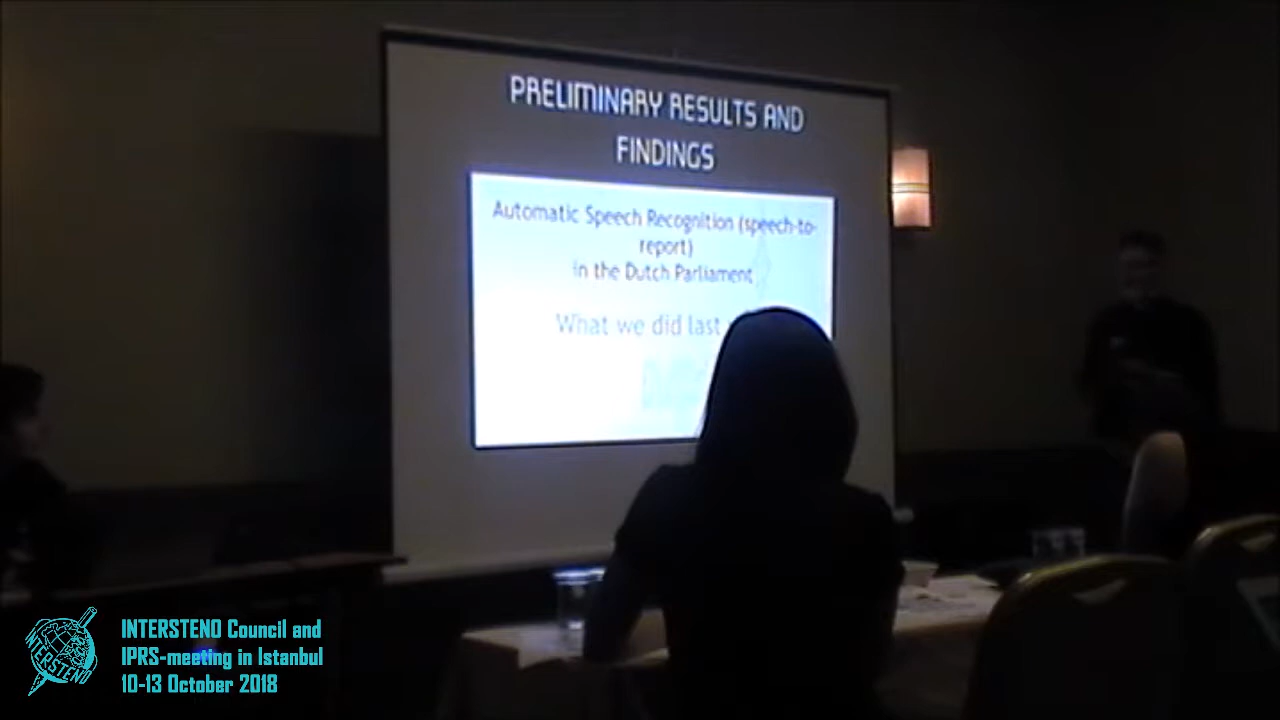 PRELIMINARY RESULTS AND
FINDINGS
Automatic Speech Recognition (speech-to-
report)
in the Dutch Parliament
What we did last
INTERSTENO
INTERSTENO Council and
IPRS-meeting in Istanbul
10-13 October 2018